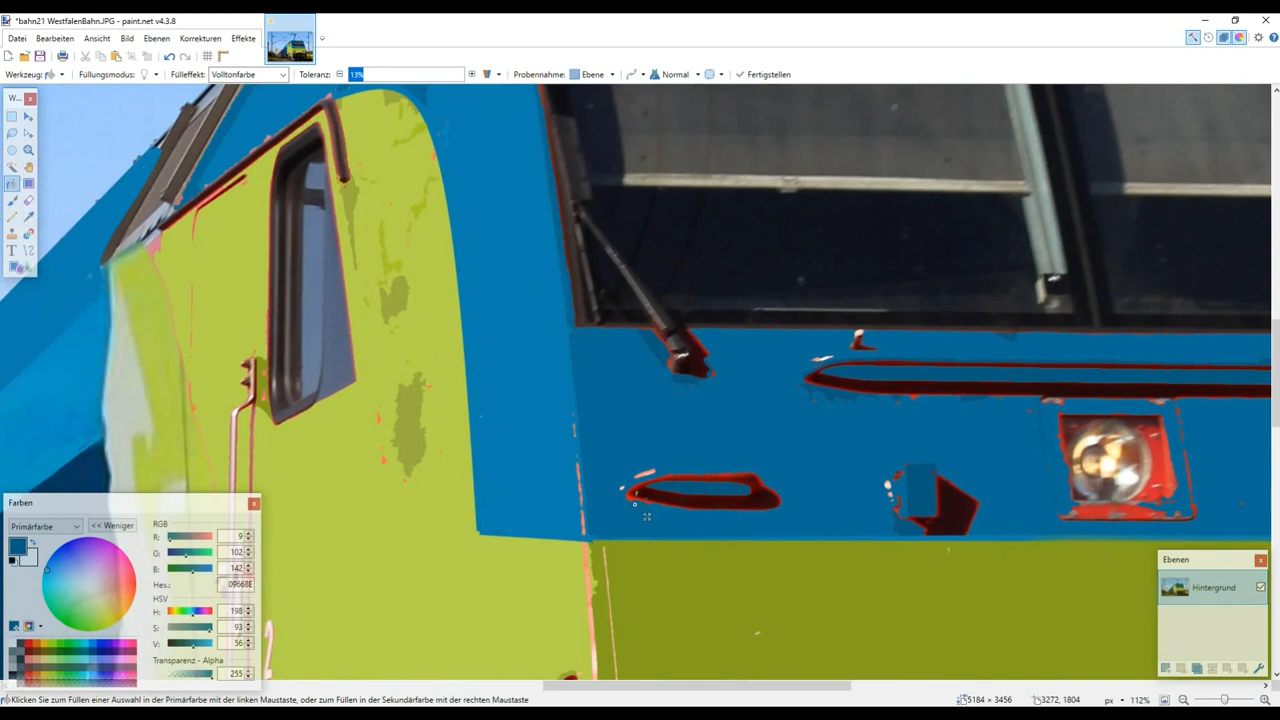 *bahn21 WestfalenBahn.JPG - paint.net v4.3.8
Datei Bearbeiten Ansicht Bild Ebenen Korrekturen Effekte
Werkzeug: Füllungsmodus: Fülleffekt: Volltonfarbe Toleranz: 13% Probennahme: Ebene Normal Fertigstellen
W... x
Farben x
Primärfarbe << Weniger RGB
R: 9
G: 102
B: 142
Hex: 09668E
HSV
H: 198
S: 93
V: 56
Transparenz - Alpha
255
Ebenen x
Hintergrund
Klicken Sie zum Füllen einer Auswahl in der Primärfarbe mit der linken Maustaste, oder zum Füllen in der Sekundärfarbe mit der rechten Maustaste 5184 × 3456 3272, 1804 px 112%